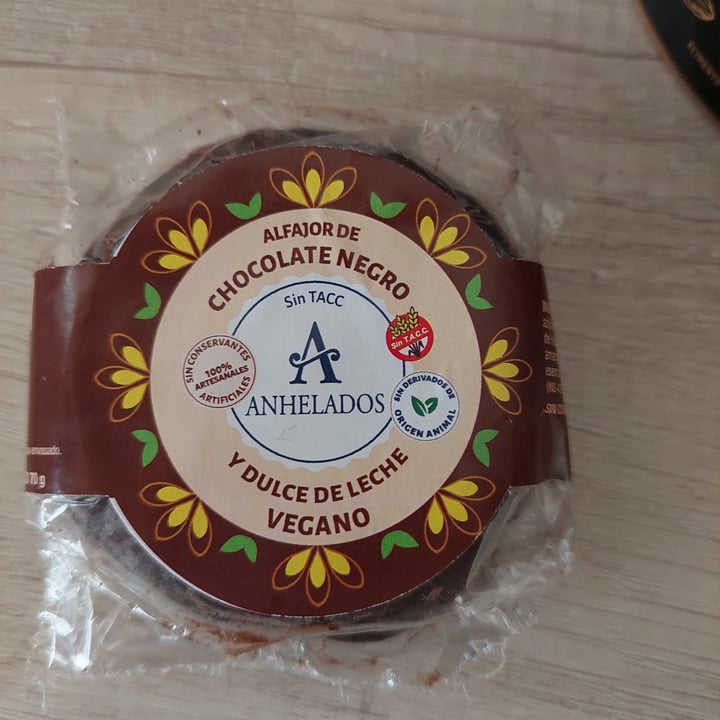 ALFAJOR DE
CHOCOLATE NEGRO
Sin TACC
Sin T.A.C.C.
A
ANHELADOS
SIN CONSERVANTES
100%
ARTESANALES
ARTIFICIALES
SIN DERIVADOS DE
ORIGEN ANIMAL
Y DULCE DE LECHE
VEGANO
envasado.
70 g